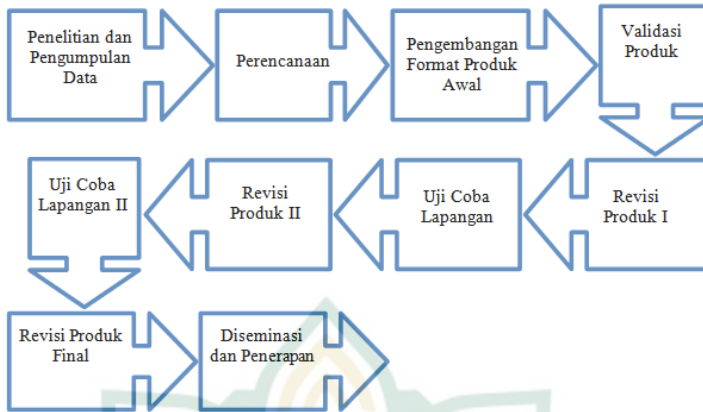 Penelitian dan
Pengumpulan
Data
Perencanaan
Pengembangan
Format Produk
Awal
Validasi
Produk
Revisi
Produk I
Uji Coba
Lapangan
Revisi
Produk II
Uji Coba
Lapangan II
Revisi Produk
Final
Diseminasi
dan Penerapan